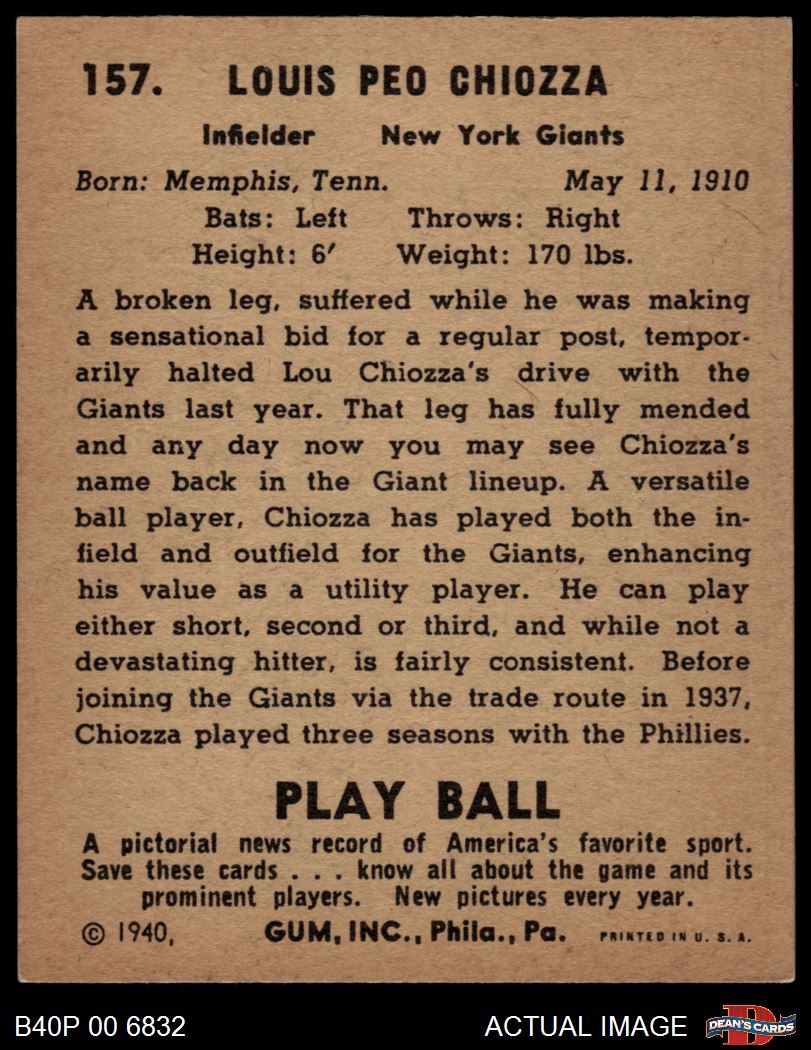 157. LOUIS PEO CHIOZZA
Infielder New York Giants
Born: Memphis, Tenn. May 11, 1910
Bats: Left Throws: Right
Height: 6′ Weight: 170 lbs.
A broken leg, suffered while he was making
a sensational bid for a regular post, tempor-
arily halted Lou Chiozza's drive with the
Giants last year. That leg has fully mended
and any day now you may see Chiozza's
name back in the Giant lineup. A versatile
ball player, Chiozza has played both the in-
field and outfield for the Giants, enhancing
his value as a utility player. He can play
either short, second or third, and while not a
devastating hitter, is fairly consistent. Before
joining the Giants via the trade route in 1937,
Chiozza played three seasons with the Phillies.
PLAY BALL
A pictorial news record of America's favorite sport.
Save these cards . . . know all about the game and its
prominent players. New pictures every year.
© 1940, GUM, INC., Phila., Pa. PRINTED IN U. S. A.
B40P 00 6832 ACTUAL IMAGE D DEAN'S CARDS